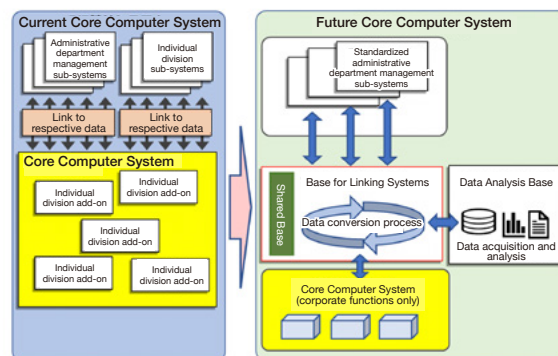 Current Core Computer System
Administrative
department
management
sub-systems
Individual
division
sub-systems
Link to
respective data
Link to
respective data
Core Computer System
Individual
division add-on
Individual
division add-on
Individual
division add-on
Individual
division add-on
Individual
division add-on
Future Core Computer System
Standardized
administrative
department management
sub-systems
Shared Base
Base for Linking Systems
Data conversion process
Data Analysis Base
Data acquisition and
analysis
Core Computer System
(corporate functions only)